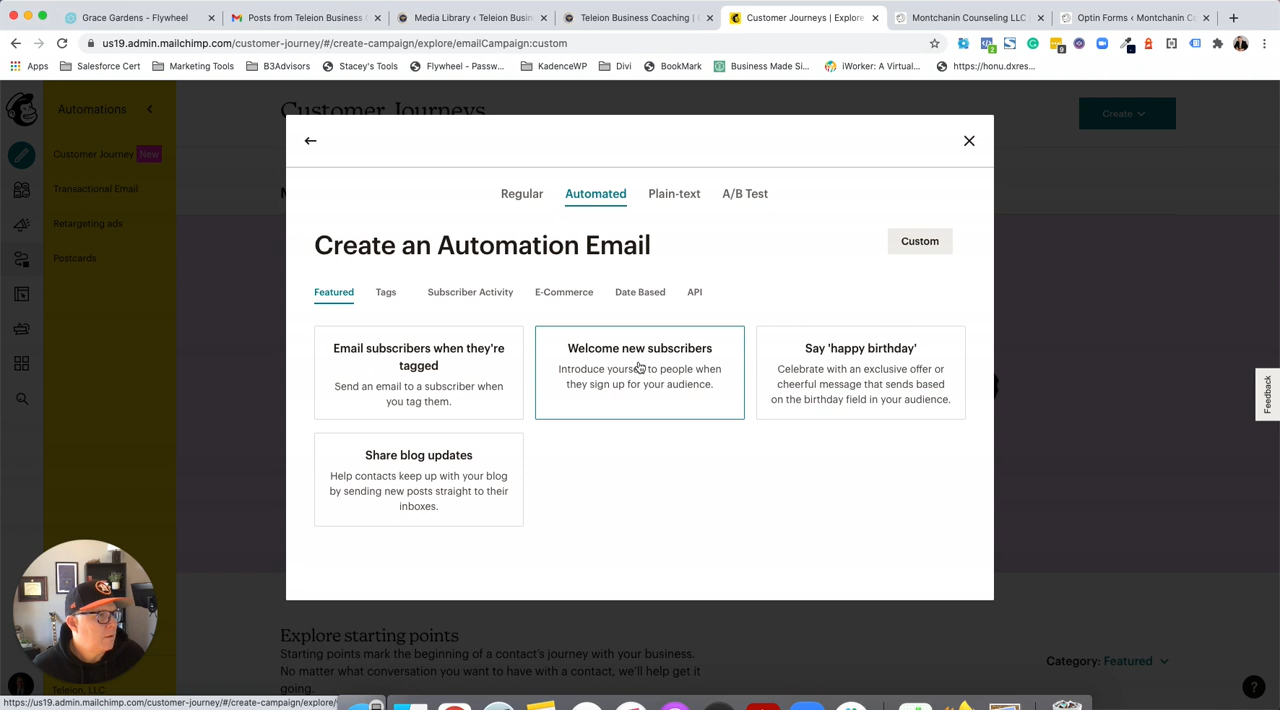 Grace Gardens - Flywheel
Posts from Teleion Business C
Media Library ‹ Teleion Busin
Teleion Business Coaching | 
Customer Journeys | Explore
Montchanin Counseling LLC
Optin Forms ‹ Montchanin C
us19.admin.mailchimp.com/customer-journey/#/create-campaign/explore/emailCampaign:custom
Apps
Salesforce Cert
Marketing Tools
B3Advisors
Stacey's Tools
Flywheel - Passw...
KadenceWP
Divi
BookMark
Business Made Si...
iWorker: A Virtual...
https://honu.dxres...
Automations
Customer Journeys
Create
Customer Journey New
Transactional Email
Retargeting ads
Postcards
Regular
Automated
Plain-text
A/B Test
Create an Automation Email
Custom
Featured
Tags
Subscriber Activity
E-Commerce
Date Based
API
Email subscribers when they're
tagged
Send an email to a subscriber when
you tag them.
Welcome new subscribers
Introduce yourself to people when
they sign up for your audience.
Say 'happy birthday'
Celebrate with an exclusive offer or
cheerful message that sends based
on the birthday field in your audience.
Share blog updates
Help contacts keep up with your blog
by sending new posts straight to their
inboxes.
Feedback
Explore starting points
Starting points mark the beginning of a contact's journey with your business.
No matter what conversation you want to have with a contact, we'll help get it
going.
Category: Featured
Teleion, LLC
?
https://us19.admin.mailchimp.com/customer-journey/#/create-campaign/explore/